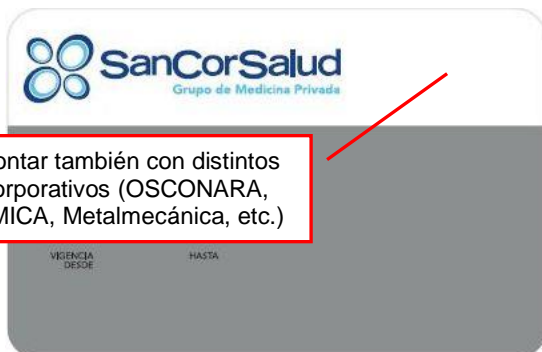 SanCorSalud
Grupo de Medicina Privada
ontar también con distintos
orporativos (OSCONARA,
MICA, Metalmecánica, etc.)
VIGENCIA
DESDE
HASTA